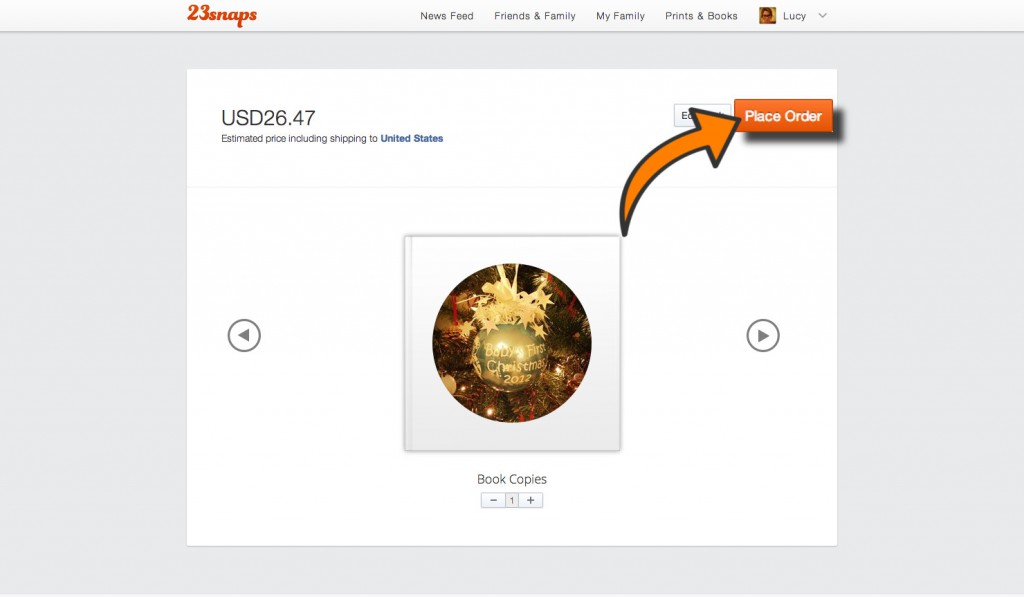 23snaps
News Feed
Friends & Family
My Family
Prints & Books
Lucy
USD26.47
Place Order
Estimated price including shipping to United States
Baby's First
Christmas
2012
Book Copies
− 1 +